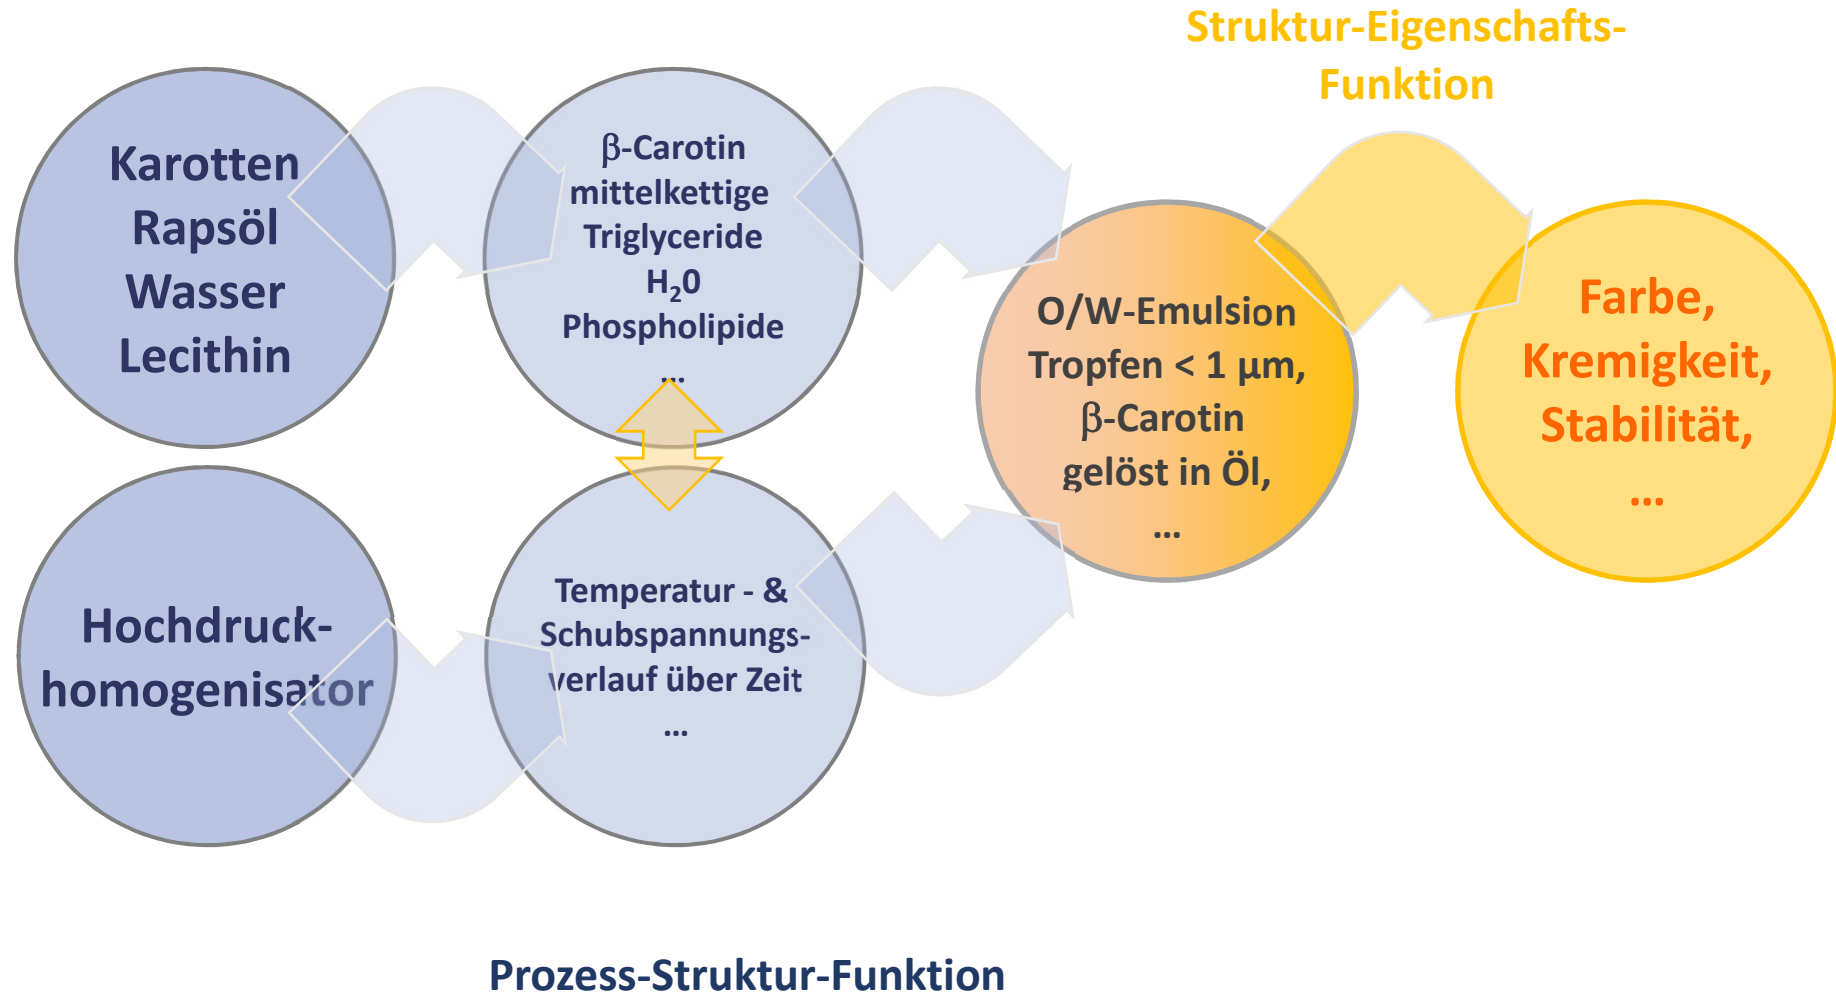 Struktur-Eigenschafts-
Funktion
Karotten
Rapsöl
Wasser
Lecithin
β-Carotin
mittelkettige
Triglyceride
H₂0
Phospholipide
...
O/W-Emulsion
Tropfen < 1 µm,
β-Carotin
gelöst in Öl,
...
Farbe,
Kremigkeit,
Stabilität,
...
Hochdruck-
homogenisator
Temperatur - &
Schubspannungs-
verlauf über Zeit
...
Prozess-Struktur-Funktion